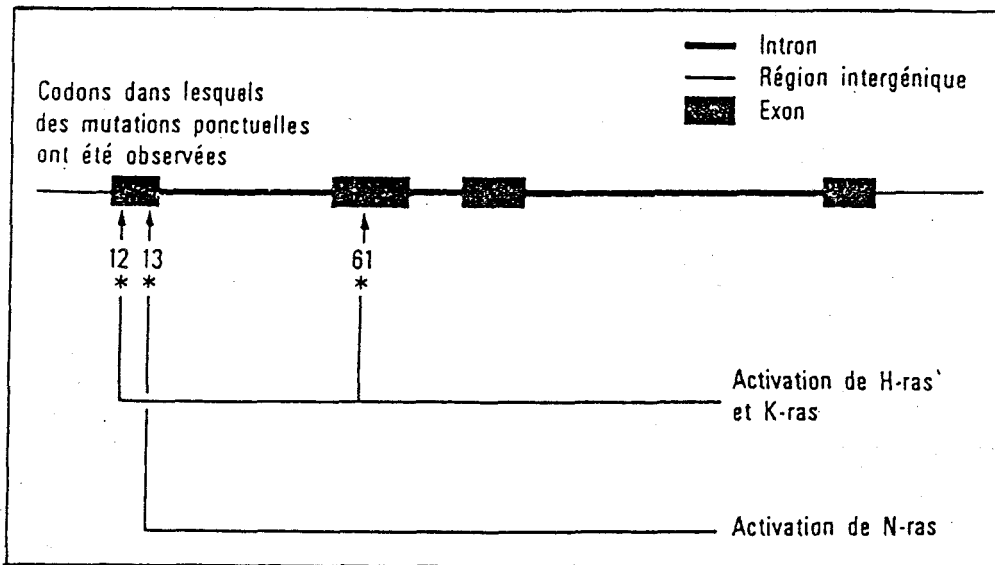 Intron
Région intergénique
Exon
Codons dans lesquels
des mutations ponctuelles
ont été observées
12 13 61
* * *
Activation de H-ras
et K-ras
Activation de N-ras